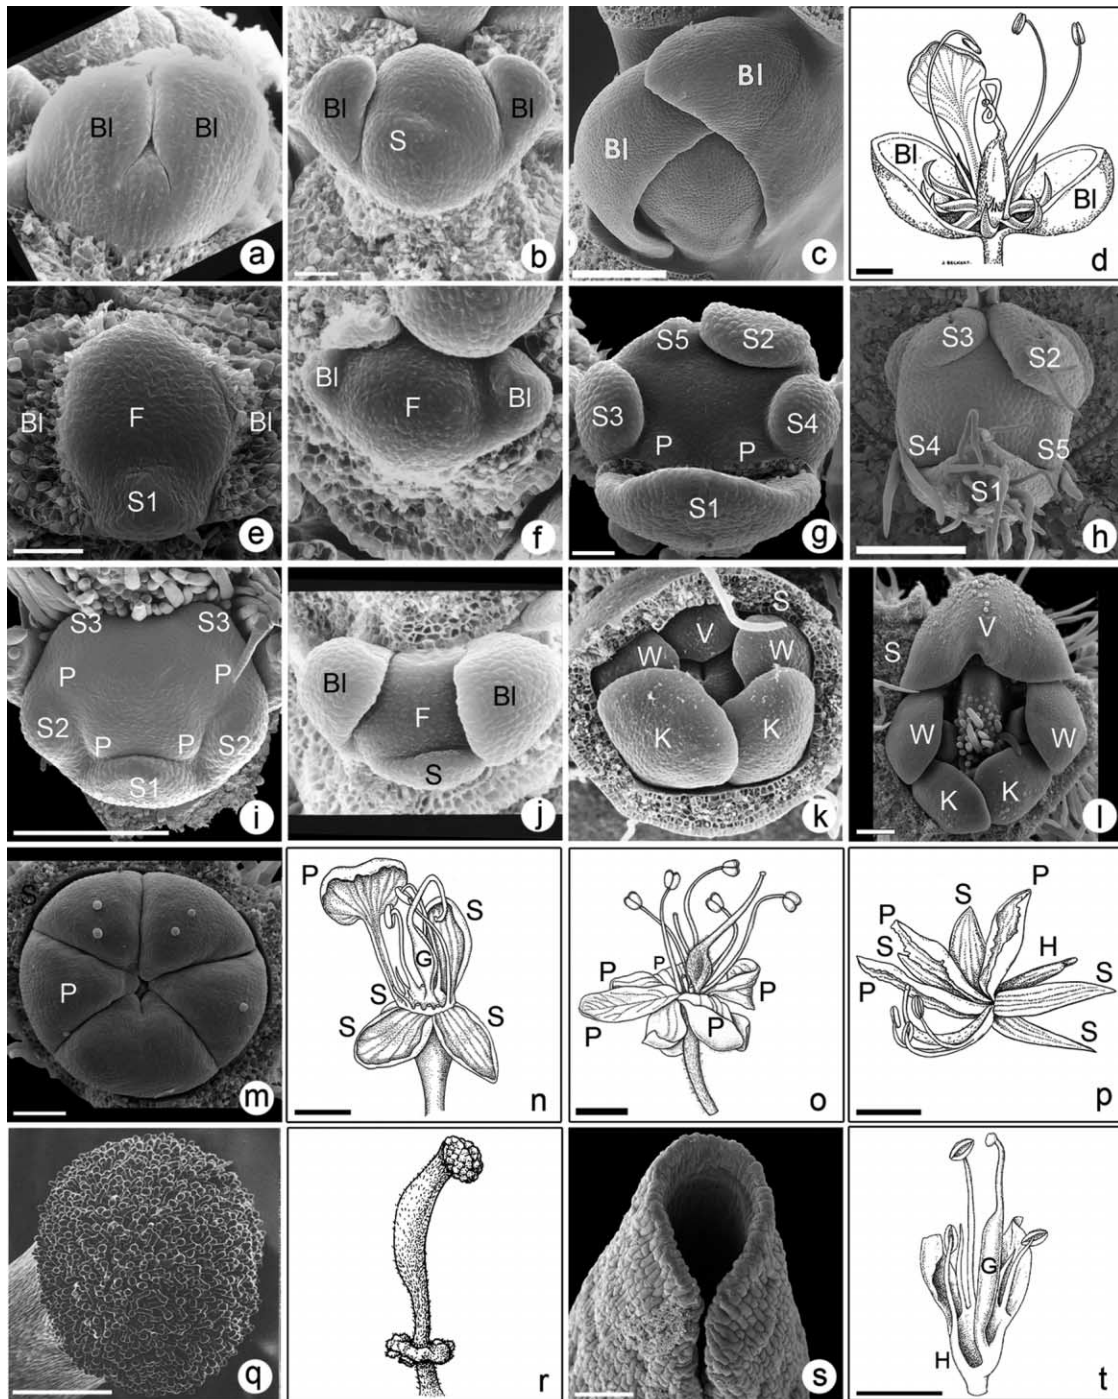 Bl Bl a
Bl S Bl b
Bl Bl c
Bl Bl d
Bl F Bl S1 e
Bl F Bl f
S5 S2 S3 S4 P P S1 g
S3 S2 S4 S5 S1 h
S3 S3 P P S2 P P S2 S1 i
Bl F Bl S j
S V W W K K k
V S W W K K l
S P m
P S G S S n
P P P P o
P S P S H S P S p
q
r
s
G H t